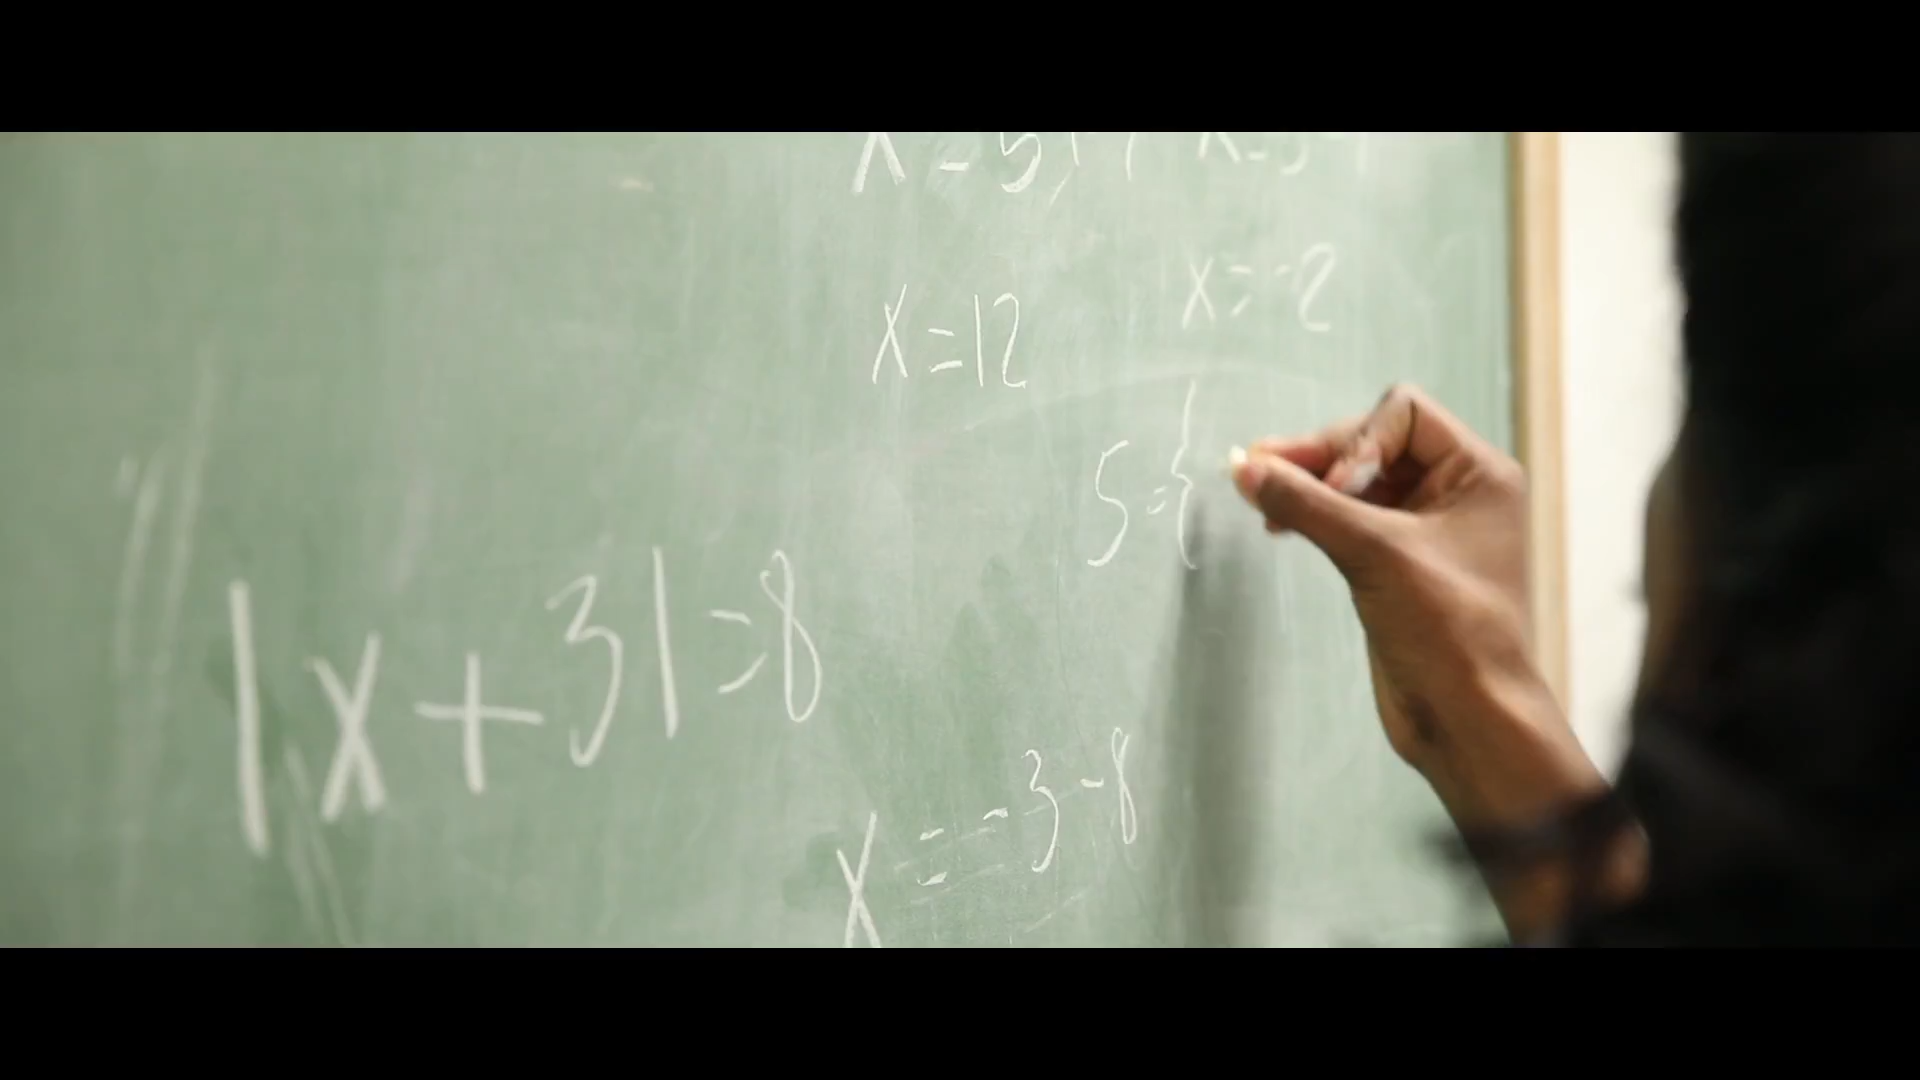 x = 12
x = -2
S = {
|x + 3| = 8
x = -3 - 8